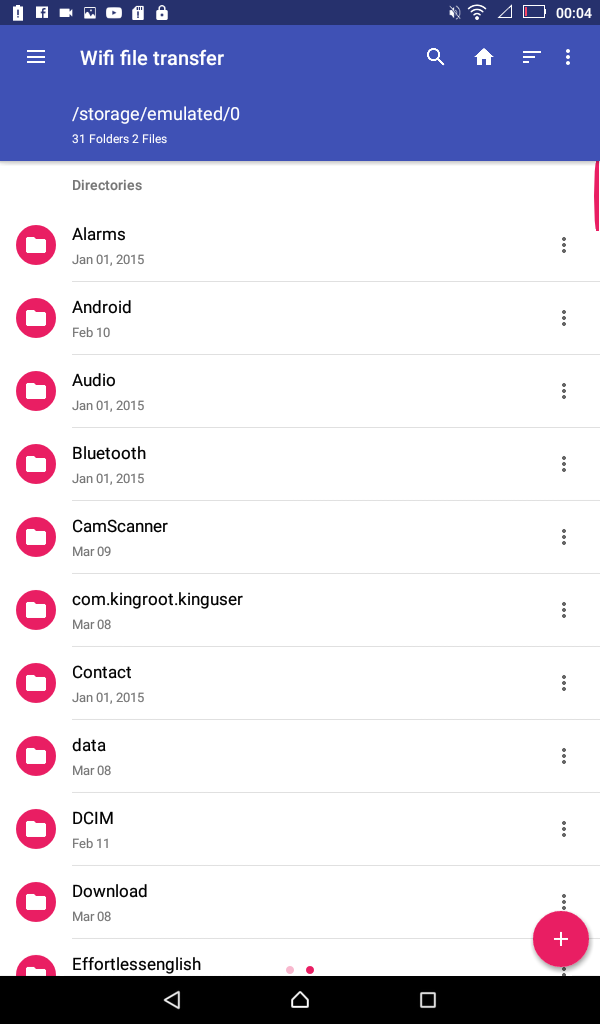 00:04
Wifi file transfer
/storage/emulated/0
31 Folders 2 Files
Directories
Alarms
Jan 01, 2015
Android
Feb 10
Audio
Jan 01, 2015
Bluetooth
Jan 01, 2015
CamScanner
Mar 09
com.kingroot.kinguser
Mar 08
Contact
Jan 01, 2015
data
Mar 08
DCIM
Feb 11
Download
Mar 08
Effortlessenglish